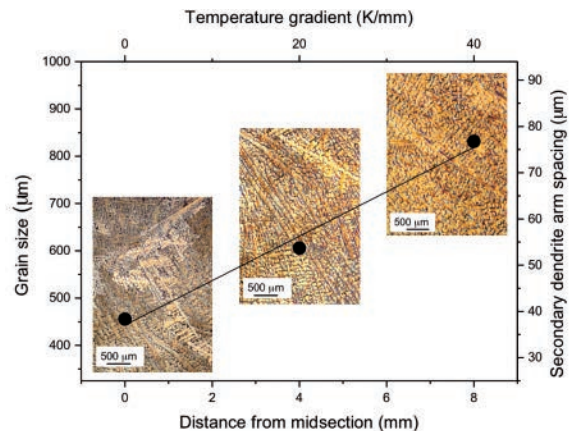 Temperature gradient (K/mm)
0 20 40
1000
900
800
700
600
500
400
Grain size (μm)
90
80
70
60
50
40
30
Secondary dendrite arm spacing (μm)
500 μm
500 μm
500 μm
0 2 4 6 8
Distance from midsection (mm)